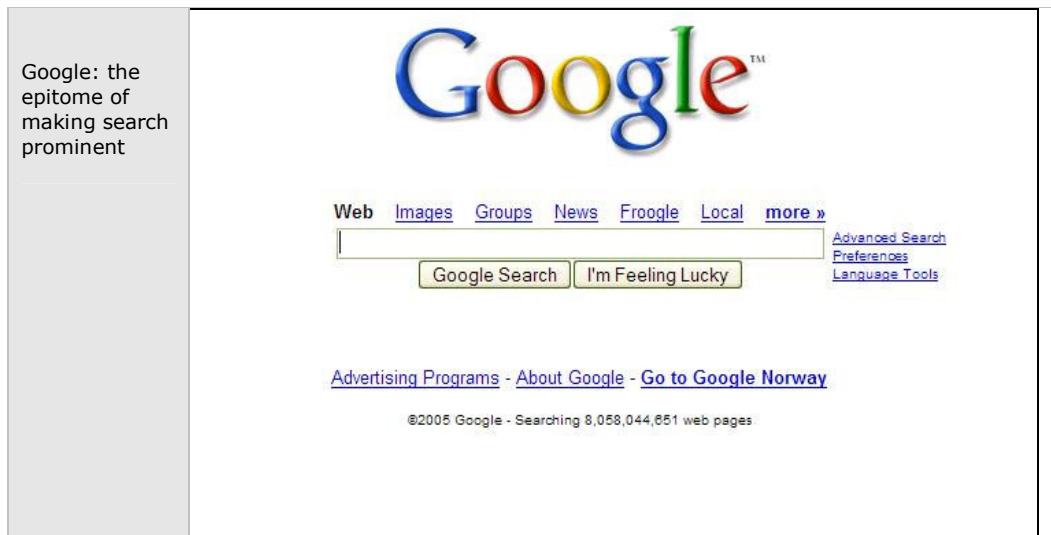 Google: the
epitome of
making search
prominent
Google™
Web Images Groups News Froogle Local more »
Advanced Search
Preferences
Language Tools
Google Search I'm Feeling Lucky
Advertising Programs - About Google - Go to Google Norway
©2005 Google - Searching 8,058,044,651 web pages